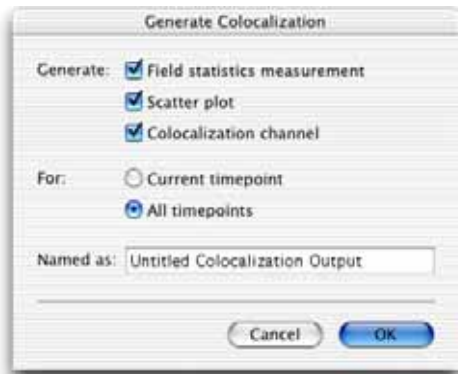 Generate Colocalization
Generate: Field statistics measurement
Scatter plot
Colocalization channel
For: Current timepoint
All timepoints
Named as: Untitled Colocalization Output
Cancel OK